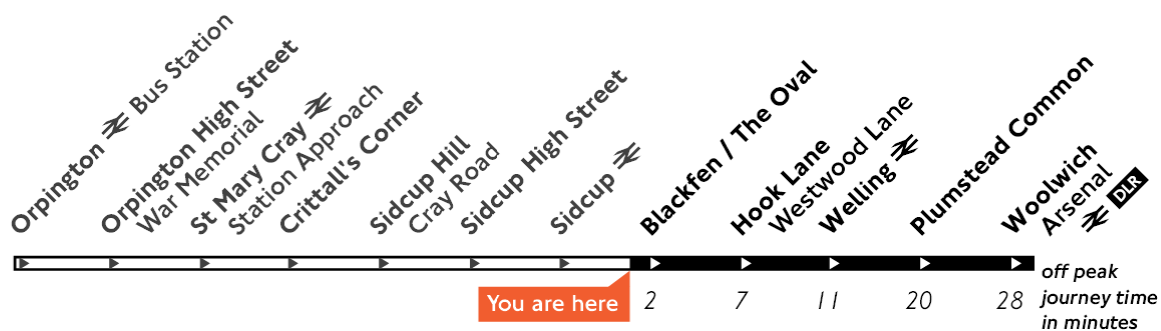 Orpington Bus Station
Orpington High Street
War Memorial
St Mary Cray
Station Approach
Crittall's Corner
Sidcup Hill
Cray Road
Sidcup High Street
Sidcup
Blackfen / The Oval
Hook Lane
Westwood Lane
Welling
Plumstead Common
Woolwich
Arsenal
DLR
You are here
2 7 11 20 28
off peak
journey time
in minutes